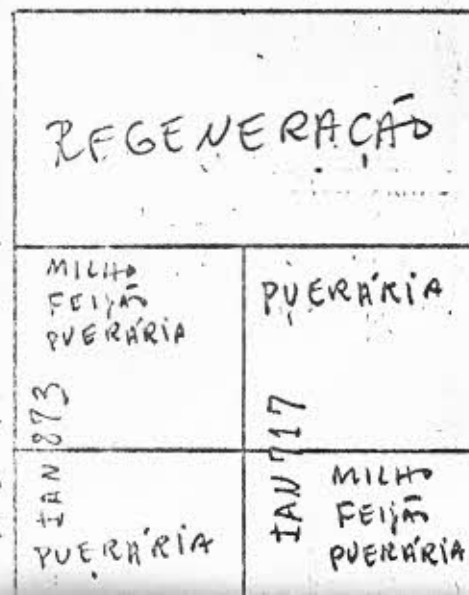 REGENERAÇÃO
MILHO
FEIJÃO
PUERÁRIA
PUERÁRIA
IAN 873
IAN 717
PUERÁRIA
MILHO
FEIJÃO
PUERÁRIA